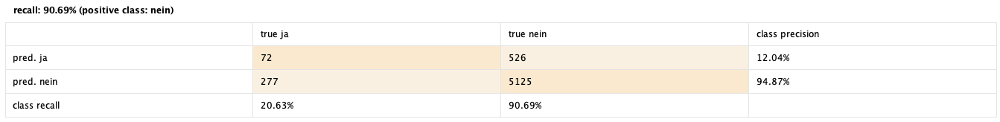 recall: 90.69% (positive class: nein)
true ja true nein class precision
pred. ja 72 526 12.04%
pred. nein 277 5125 94.87%
class recall 20.63% 90.69%